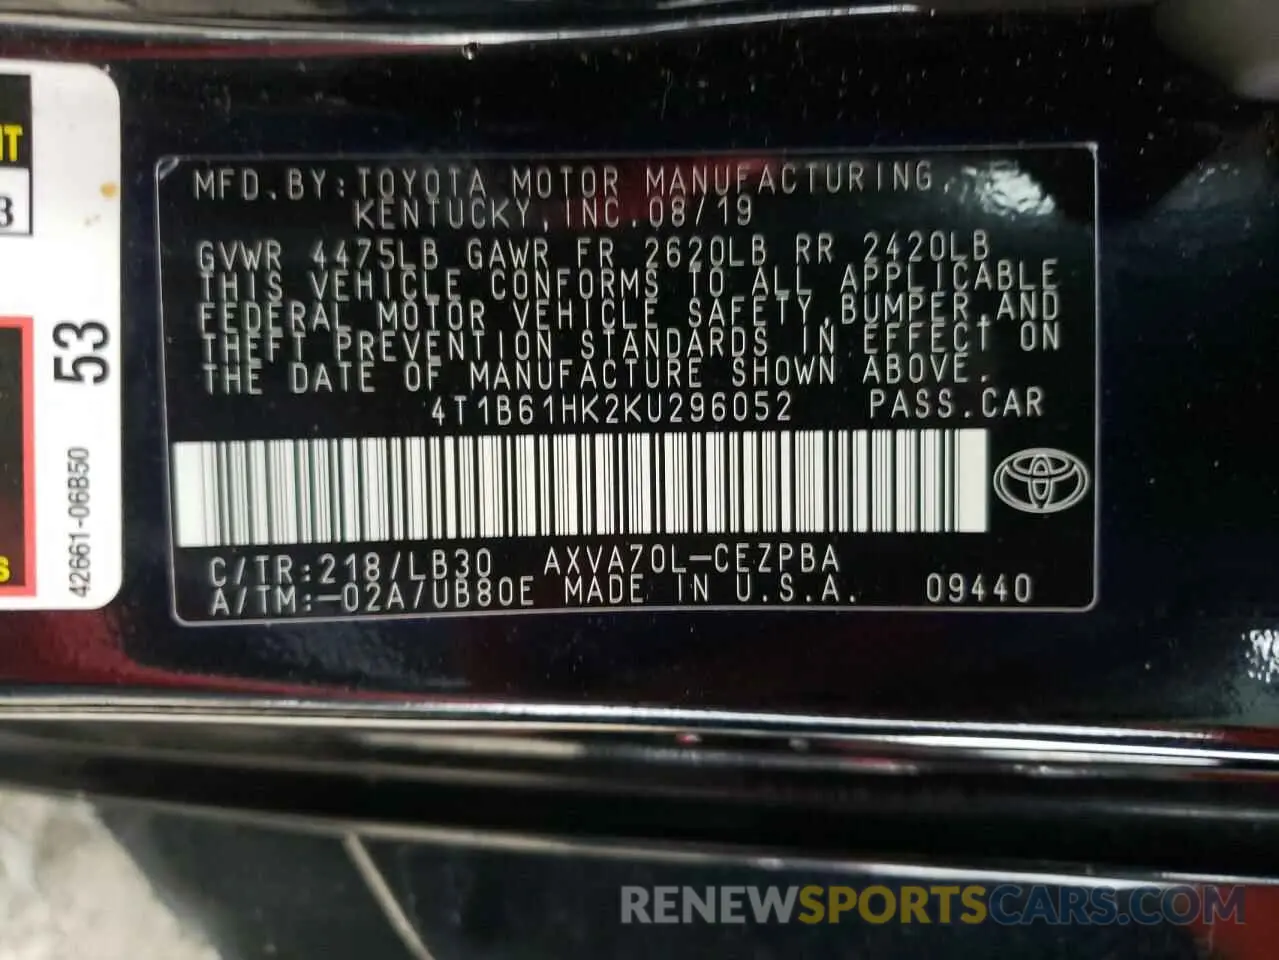 53
42661-06B50
MFD.BY:TOYOTA MOTOR MANUFACTURING,
KENTUCKY,INC.08/19
GVWR 4475LB GAWR FR 2620LB RR 2420LB
THIS VEHICLE CONFORMS TO ALL APPLICABLE
FEDERAL MOTOR VEHICLE SAFETY,BUMPER,AND
THEFT PREVENTION STANDARDS IN EFFECT ON
THE DATE OF MANUFACTURE SHOWN ABOVE.
4T1B61HK2KU296052 PASS.CAR
C/TR:218/LB30 AXVA70L-CEZPBA
A/TM:-02A/UB80E MADE IN U.S.A. 09440
RENEWSPORTSCARS.COM